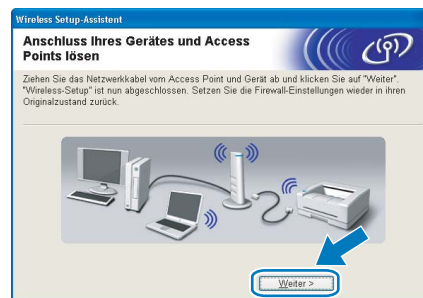 Wireless Setup-Assistent
Anschluss Ihres Gerätes und Access
Points lösen
Ziehen Sie das Netzwerkkabel vom Access Point und Gerät ab und klicken Sie auf "Weiter".
"Wireless-Setup" ist nun abgeschlossen. Setzen Sie die Firewall-Einstellungen wieder in ihren
Originalzustand zurück.
Weiter >